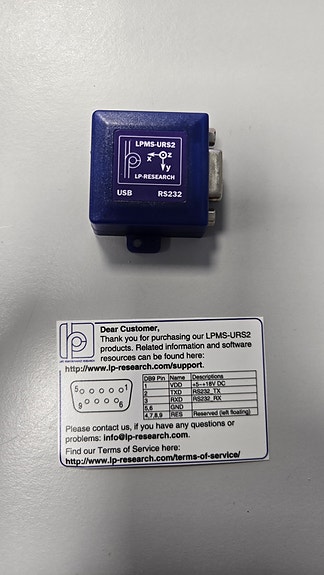 LPMS-URS2
x z
y
LP-RESEARCH
USB RS232
lp
LIFE PERFORMANCE RESEARCH
Dear Customer,
Thank you for purchasing our LPMS-URS2
products. Related information and software
resources can be found here:
http://www.lp-research.com/support.
5 1
9 6
DB9 Pin Name Descriptions
1 VDD +5~+18V DC
2 TXD RS232_TX
3 RXD RS232_RX
5,6 GND
4,7,8,9 RES Reserved (left floating)
Please contact us, if you have any questions or
problems: info@lp-research.com.
Find our Terms of Service here:
http://www.lp-research.com/terms-of-service/